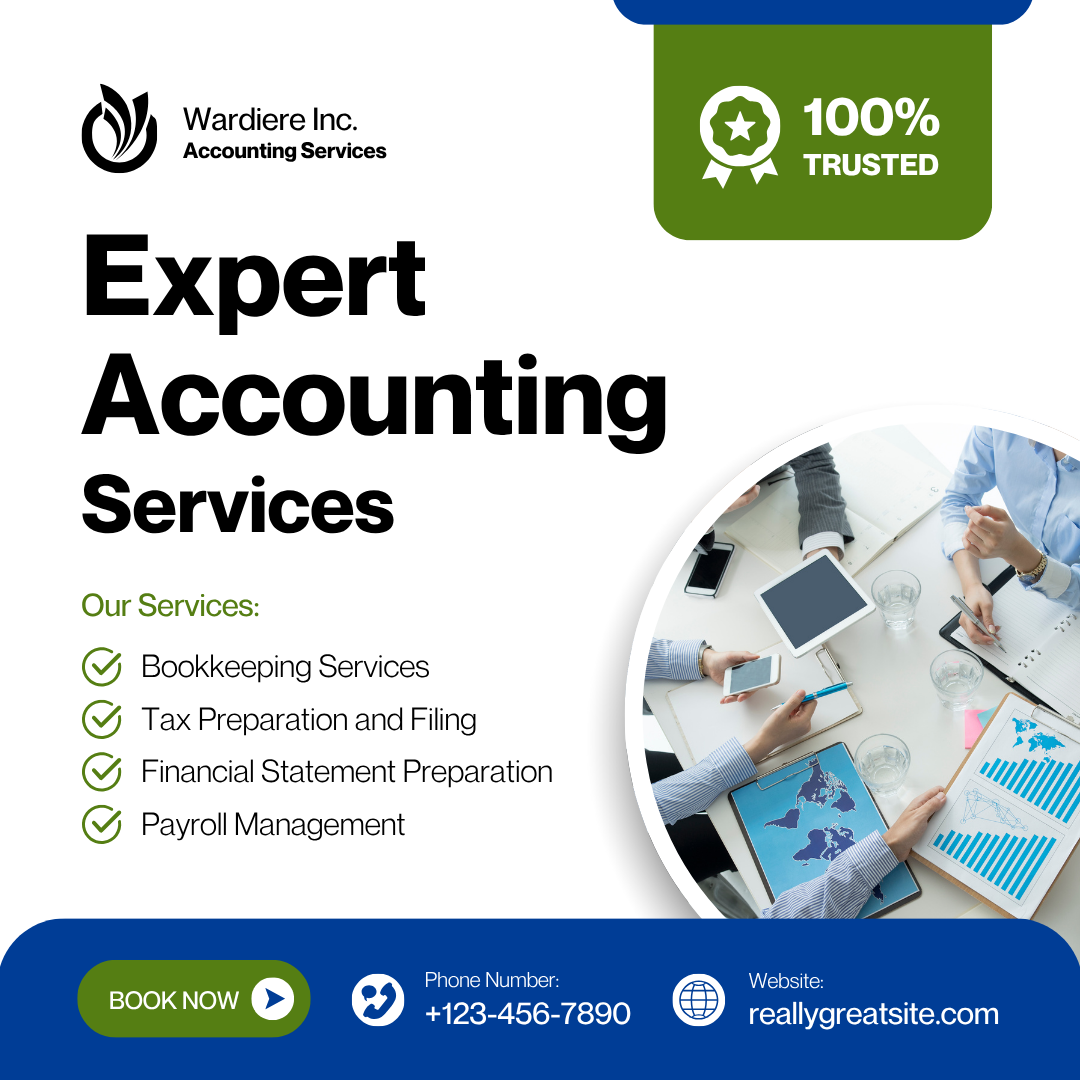 Wardiere Inc.
Accounting Services
100%
TRUSTED
Expert
Accounting
Services
Our Services:
Bookkeeping Services
Tax Preparation and Filing
Financial Statement Preparation
Payroll Management
BOOK NOW
Phone Number:
+123-456-7890
Website:
reallygreatsite.com